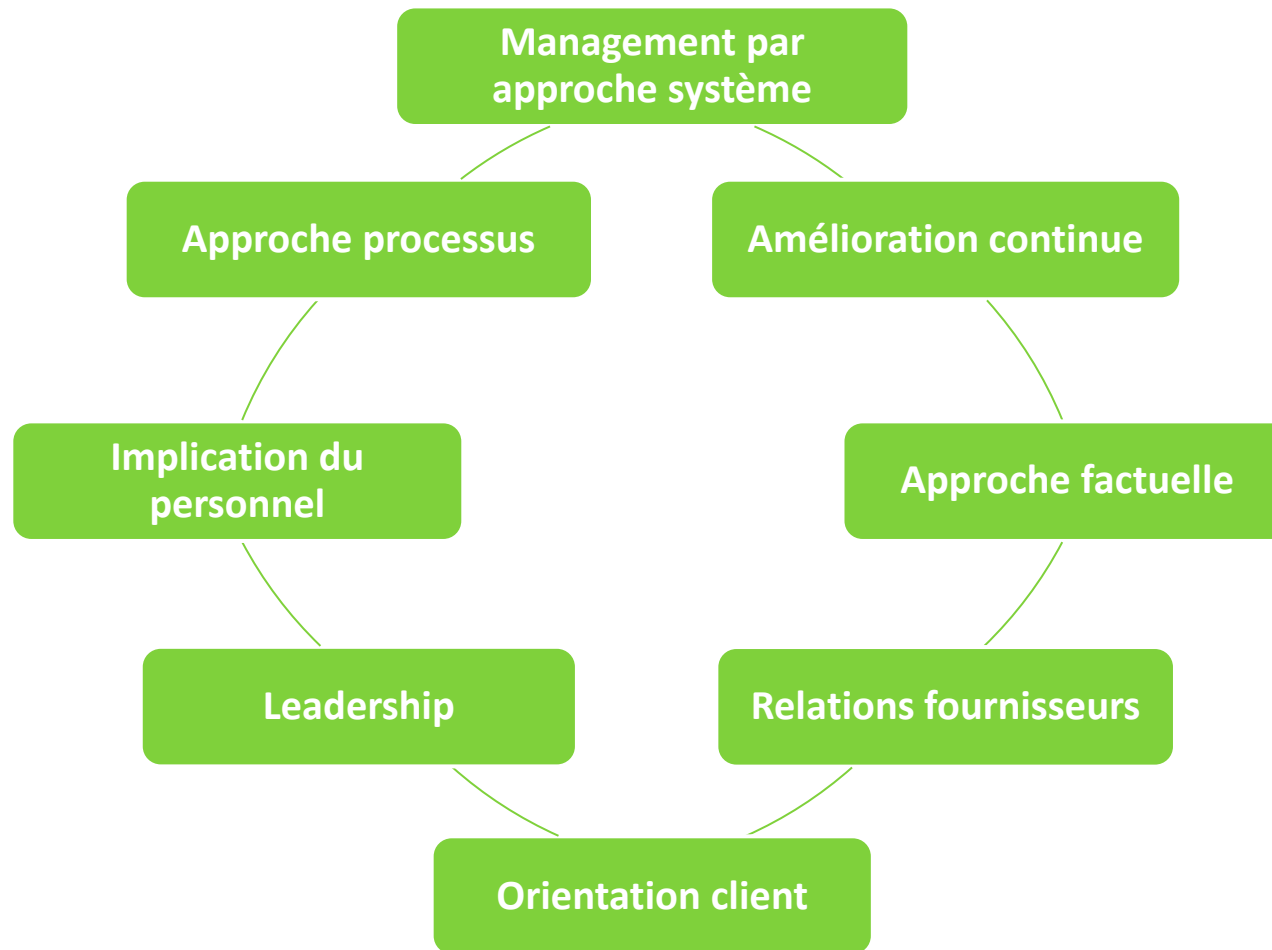 Management par
approche système
Approche processus
Amélioration continue
Implication du
personnel
Approche factuelle
Leadership
Relations fournisseurs
Orientation client